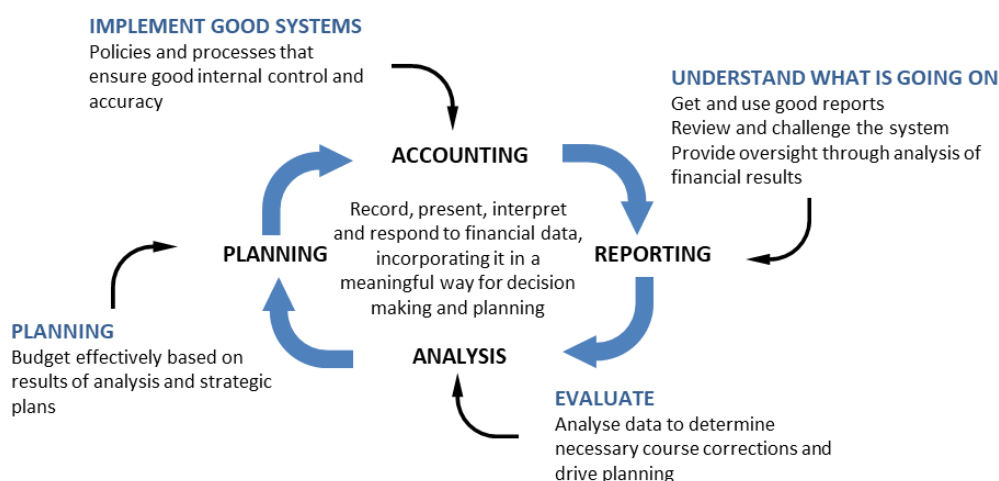 IMPLEMENT GOOD SYSTEMS
Policies and processes that
ensure good internal control and
accuracy
UNDERSTAND WHAT IS GOING ON
Get and use good reports
Review and challenge the system
Provide oversight through analysis of
financial results
ACCOUNTING
Record, present, interpret
and respond to financial data,
incorporating it in a
meaningful way for decision
making and planning
PLANNING
REPORTING
ANALYSIS
PLANNING
Budget effectively based on
results of analysis and strategic
plans
EVALUATE
Analyse data to determine
necessary course corrections and
drive planning